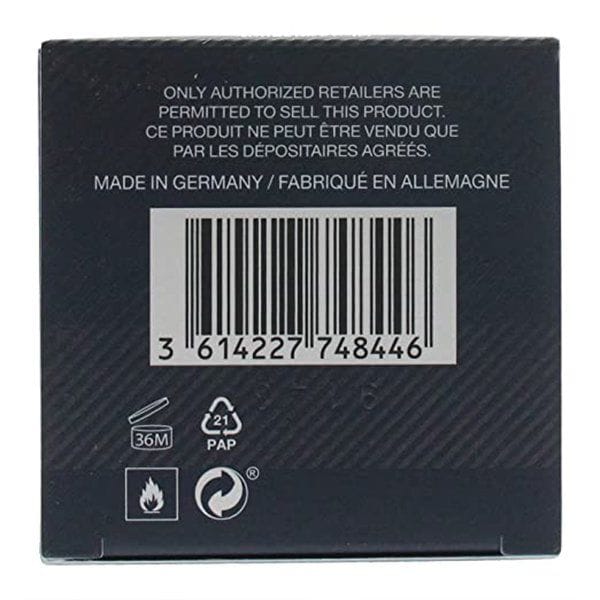 ONLY AUTHORIZED RETAILERS ARE
PERMITTED TO SELL THIS PRODUCT.
CE PRODUIT NE PEUT ÊTRE VENDU QUE
PAR LES DÉPOSITAIRES AGRÉÉS.
MADE IN GERMANY / FABRIQUÉ EN ALLEMAGNE
3 614227 748446
36M
21
PAP
®